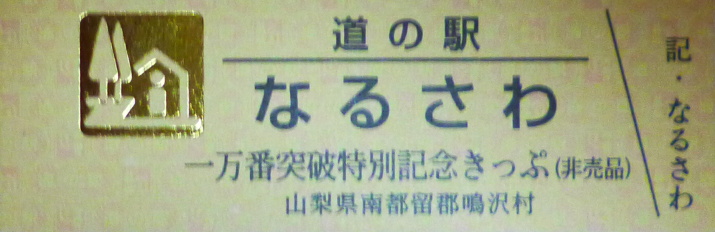 道の駅
なるさわ
一万番突破特別記念きっぷ(非売品)
山梨県南都留郡鳴沢村
記・なるさわ